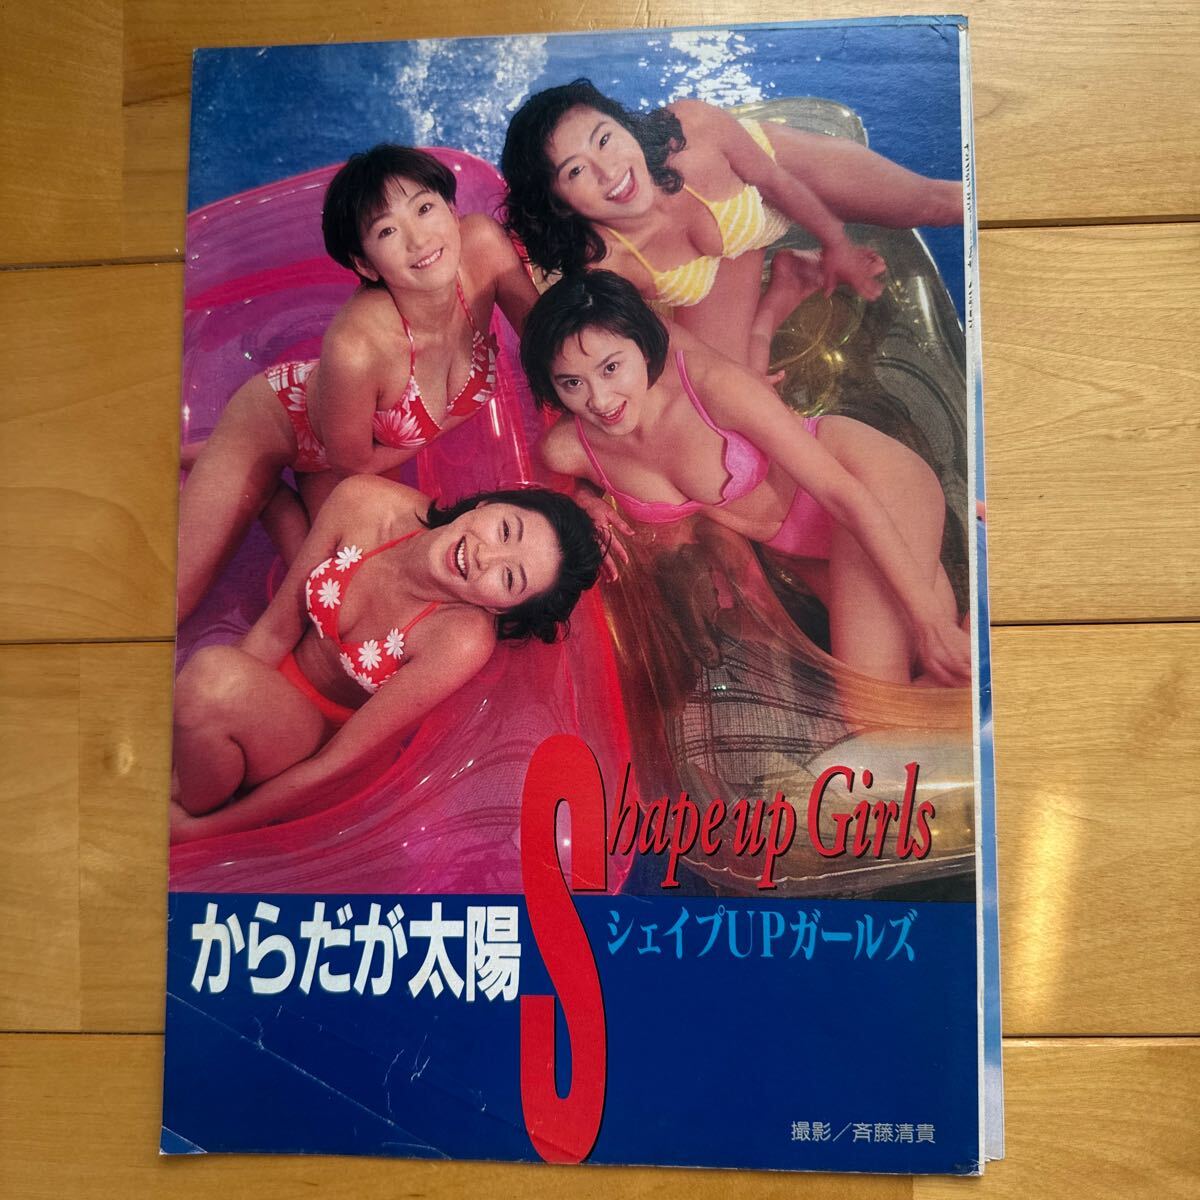 Shape up Girls
からだが太陽
シェイプUPガールズ
撮影／斉藤清貴